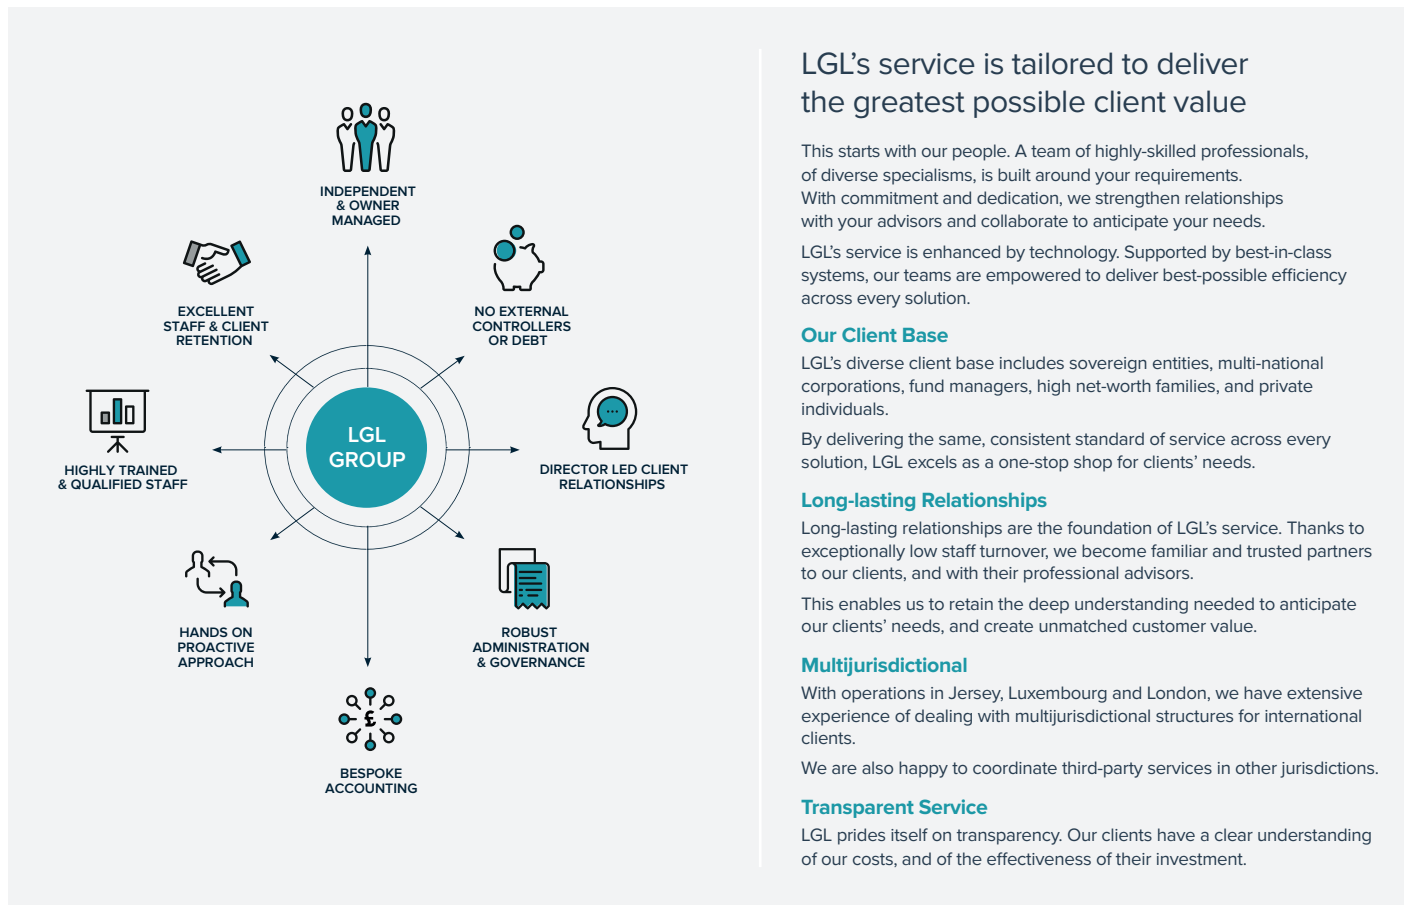 INDEPENDENT
& OWNER
MANAGED
EXCELLENT
STAFF & CLIENT
RETENTION
NO EXTERNAL
CONTROLLERS
OR DEBT
LGL
GROUP
HIGHLY TRAINED
& QUALIFIED STAFF
DIRECTOR LED CLIENT
RELATIONSHIPS
HANDS ON
PROACTIVE
APPROACH
ROBUST
ADMINISTRATION
& GOVERNANCE
£
BESPOKE
ACCOUNTING
LGL’s service is tailored to deliver
the greatest possible client value
This starts with our people. A team of highly-skilled professionals,
of diverse specialisms, is built around your requirements.
With commitment and dedication, we strengthen relationships
with your advisors and collaborate to anticipate your needs.
LGL’s service is enhanced by technology. Supported by best-in-class
systems, our teams are empowered to deliver best-possible efficiency
across every solution.
Our Client Base
LGL’s diverse client base includes sovereign entities, multi-national
corporations, fund managers, high net-worth families, and private
individuals.
By delivering the same, consistent standard of service across every
solution, LGL excels as a one-stop shop for clients’ needs.
Long-lasting Relationships
Long-lasting relationships are the foundation of LGL’s service. Thanks to
exceptionally low staff turnover, we become familiar and trusted partners
to our clients, and with their professional advisors.
This enables us to retain the deep understanding needed to anticipate
our clients’ needs, and create unmatched customer value.
Multijurisdictional
With operations in Jersey, Luxembourg and London, we have extensive
experience of dealing with multijurisdictional structures for international
clients.
We are also happy to coordinate third-party services in other jurisdictions.
Transparent Service
LGL prides itself on transparency. Our clients have a clear understanding
of our costs, and of the effectiveness of their investment.